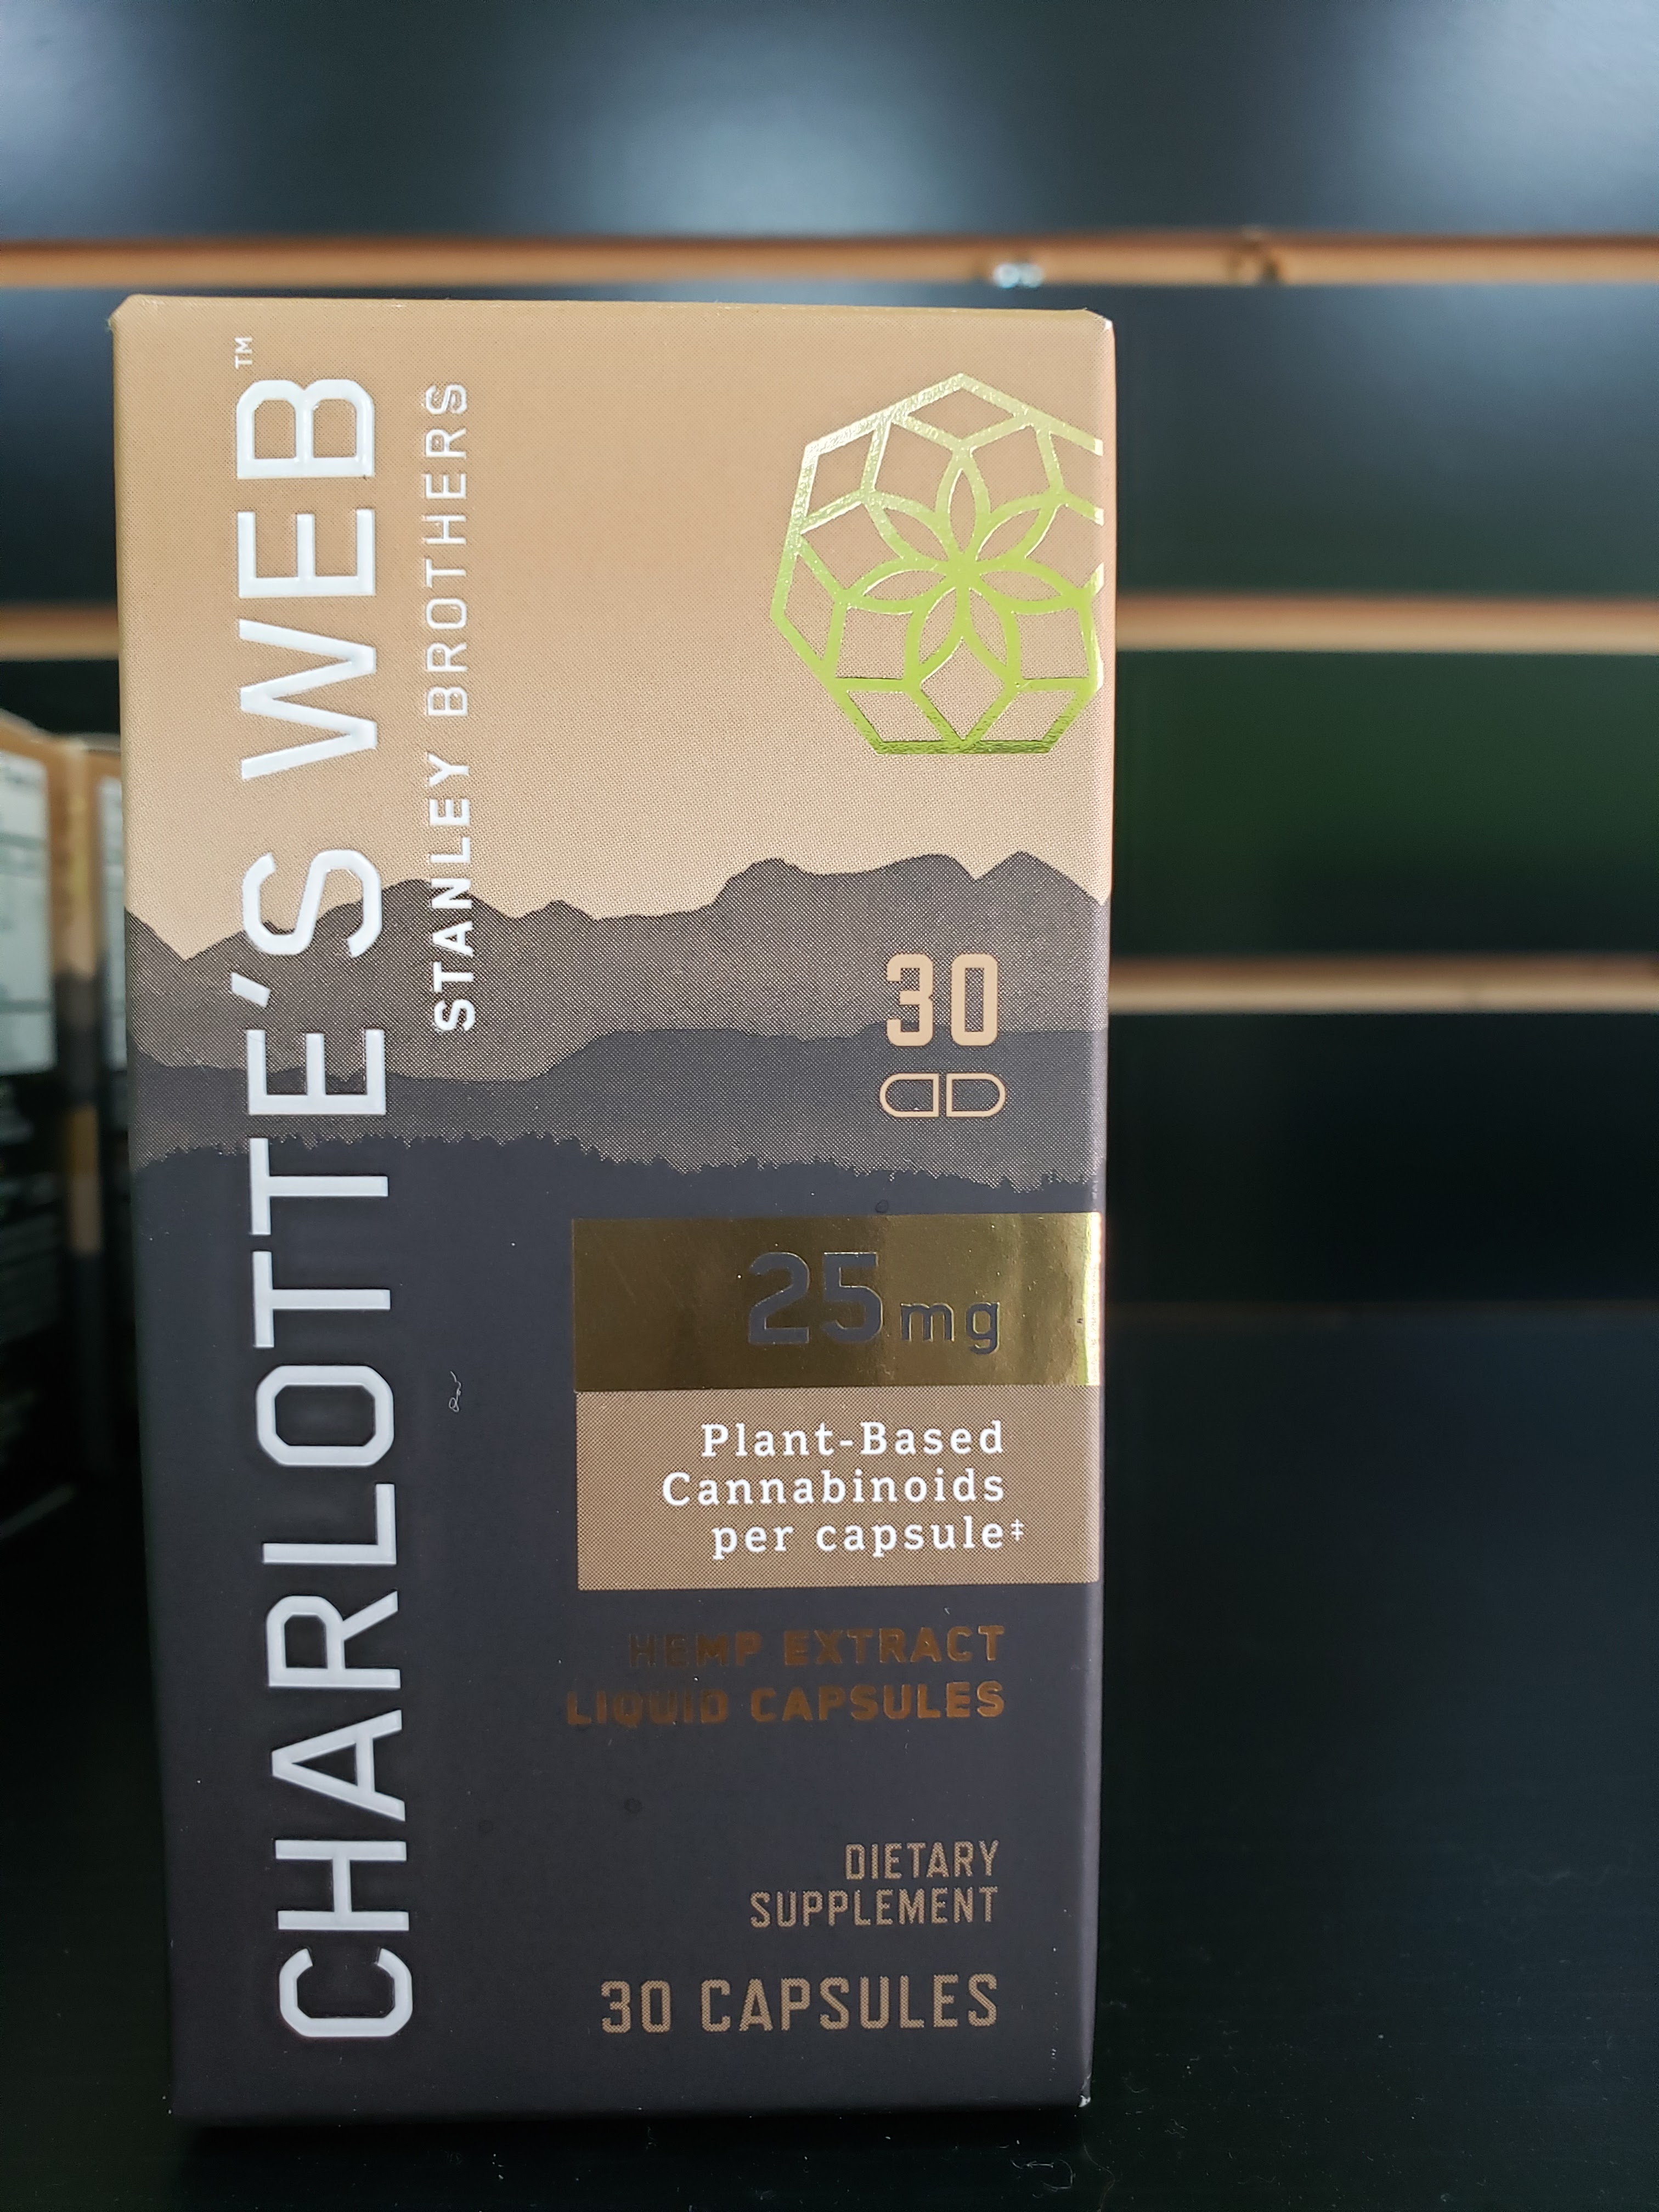 CHARLOTTE'S WEB™
STANLEY BROTHERS
30
25mg
Plant-Based
Cannabinoids
per capsule‡
HEMP EXTRACT
LIQUID CAPSULES
DIETARY
SUPPLEMENT
30 CAPSULES